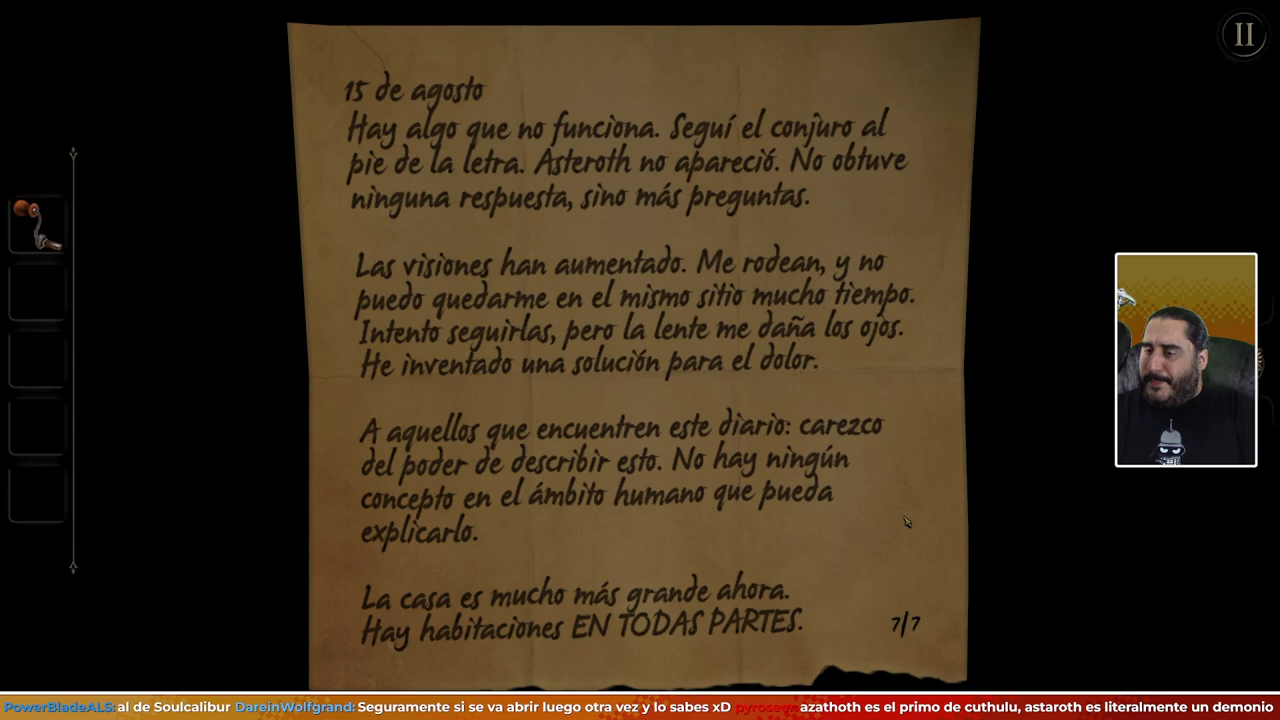 II
15 de agosto
Hay algo que no funciona. Seguí el conjuro al
pie de la letra. Asteroth no apareció. No obtuve
ninguna respuesta, sino más preguntas.
Las visiones han aumentado. Me rodean, y no
puedo quedarme en el mismo sitio mucho tiempo.
Intento seguirlas, pero la lente me daña los ojos.
He inventado una solución para el dolor.
A aquellos que encuentren este diario: carezco
del poder de describir esto. No hay ningún
concepto en el ámbito humano que pueda
explicarlo.
La casa es mucho más grande ahora.
Hay habitaciones EN TODAS PARTES.
7/7
PowerBladeALS: al de Soulcalibur DareinWolfgrand: Seguramente si se va abrir luego otra vez y lo sabes xD azathoth es el primo de cuthulu, astaroth es literalmente un demonio